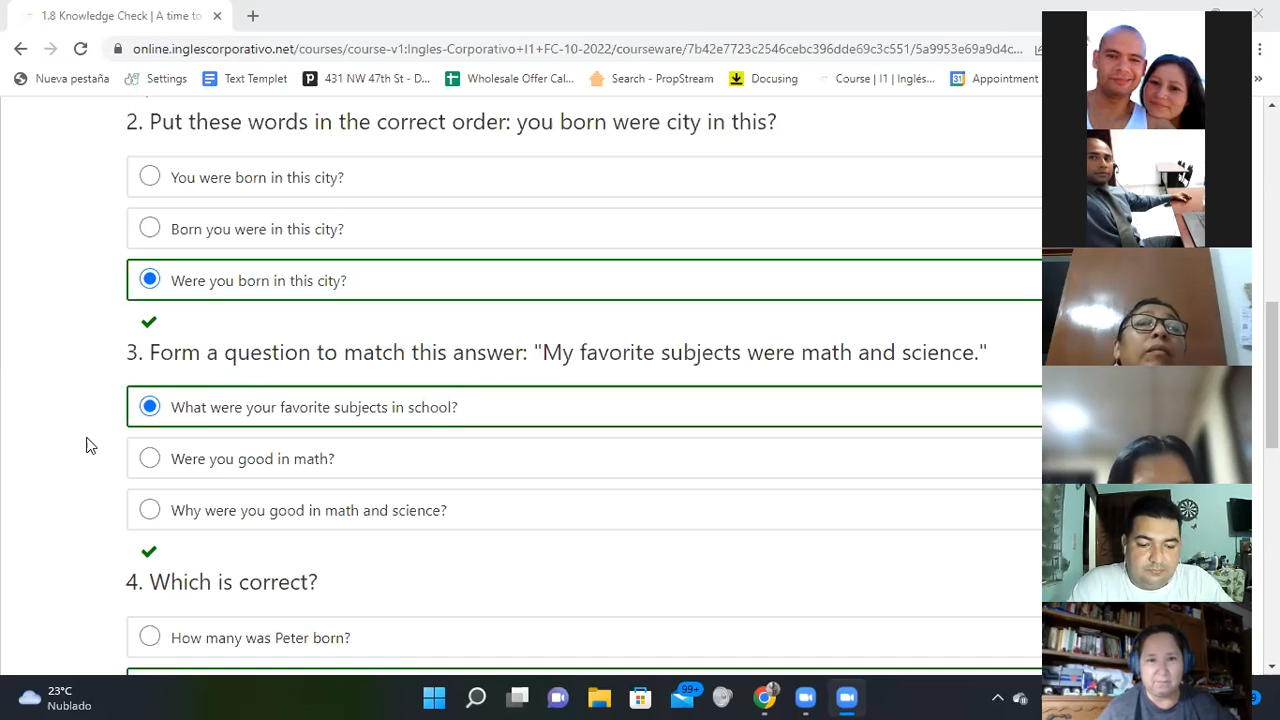 1.8 Knowledge Check | A time to
online.inglescorporativo.net/courses/course-v1:Ingles-Corporativo+I1+FC-10-2022/courseware/7b42e7723c2546cebc396dde69c3c551/5a9953e69a9d4c...
Nueva pestaña Settings Text Templet 431 NW 47th St - D... Wholesale Offer Cal... Search - PropStream Docusing Course | I1 | Inglés... Appointment
2. Put these words in the correct order: you born were city in this?
You were born in this city?
Born you were in this city?
Were you born in this city?
3. Form a question to match this answer: "My favorite subjects were math and science."
What were your favorite subjects in school?
Were you good in math?
Why were you good in math and science?
4. Which is correct?
How many was Peter born?
23°C
Nublado
99+